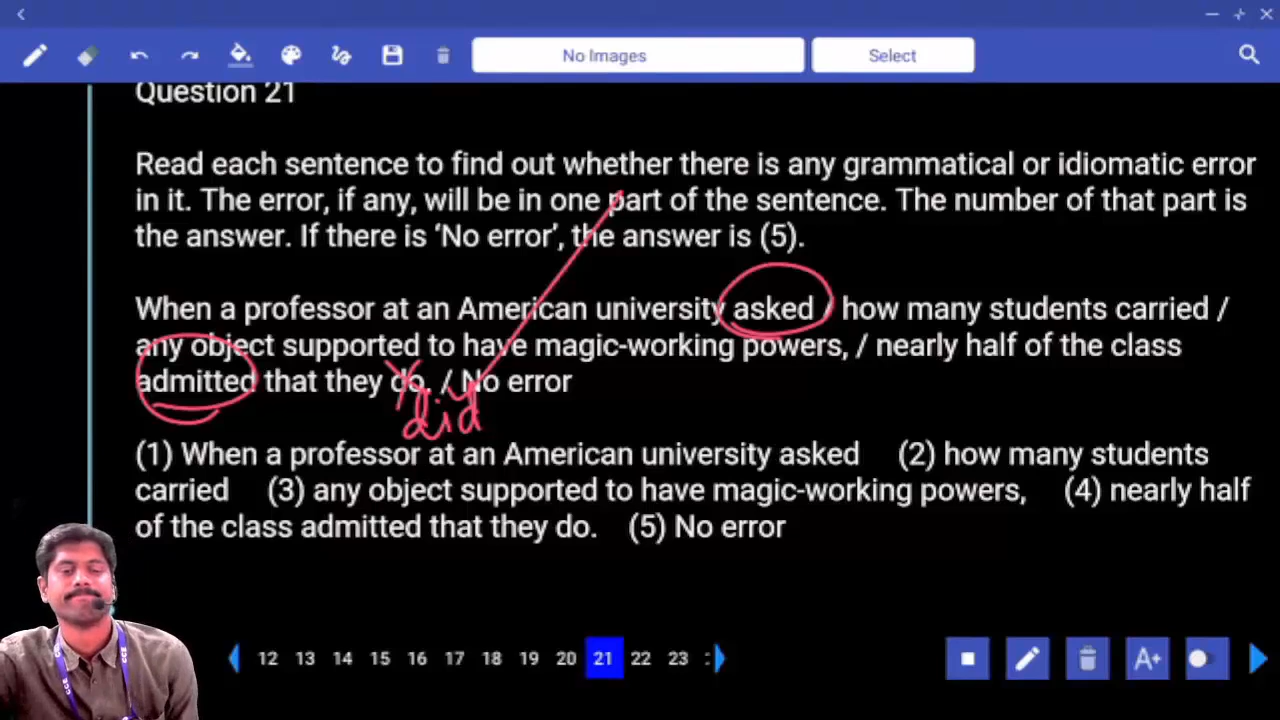 No Images
Select
Question 21
Read each sentence to find out whether there is any grammatical or idiomatic error
in it. The error, if any, will be in one part of the sentence. The number of that part is
the answer. If there is ‘No error’, the answer is (5).
When a professor at an American university asked / how many students carried /
any object supported to have magic-working powers, / nearly half of the class
admitted that they do. / No error
did
(1) When a professor at an American university asked (2) how many students
carried (3) any object supported to have magic-working powers, (4) nearly half
of the class admitted that they do. (5) No error
12 13 14 15 16 17 18 19 20 21 22 23
A+